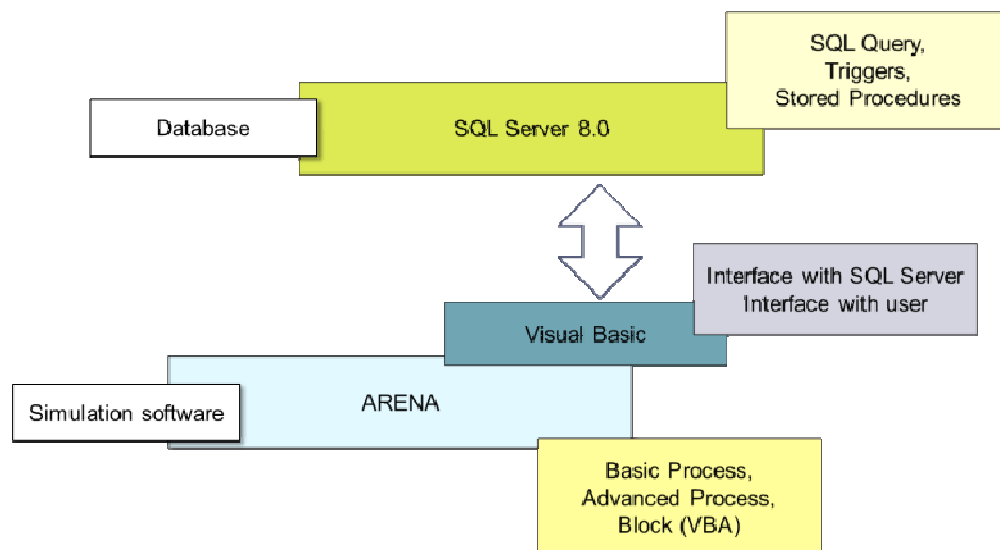 SQL Query,
Triggers,
Stored Procedures
Database
SQL Server 8.0
Interface with SQL Server
Interface with user
Visual Basic
ARENA
Simulation software
Basic Process,
Advanced Process,
Block (VBA)